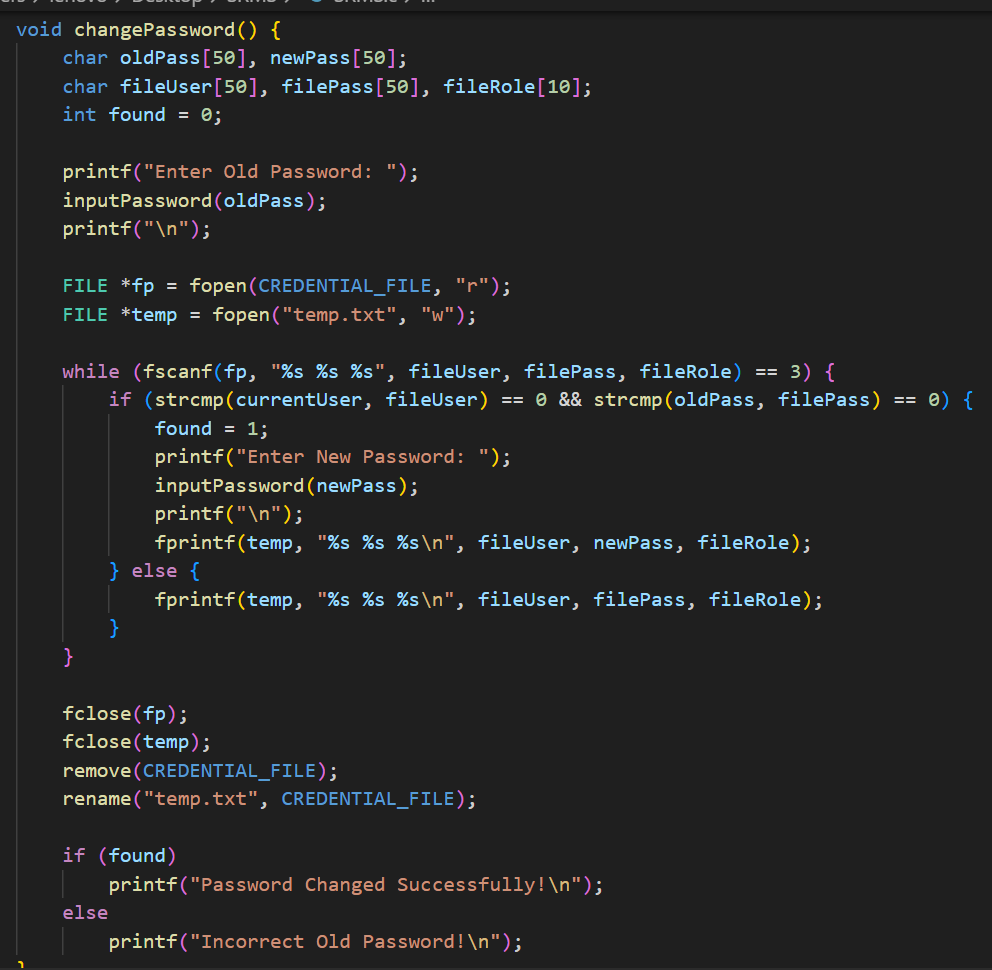 void changePassword() {
    char oldPass[50], newPass[50];
    char fileUser[50], filePass[50], fileRole[10];
    int found = 0;

    printf("Enter Old Password: ");
    inputPassword(oldPass);
    printf("\n");

    FILE *fp = fopen(CREDENTIAL_FILE, "r");
    FILE *temp = fopen("temp.txt", "w");

    while (fscanf(fp, "%s %s %s", fileUser, filePass, fileRole) == 3) {
        if (strcmp(currentUser, fileUser) == 0 && strcmp(oldPass, filePass) == 0) {
            found = 1;
            printf("Enter New Password: ");
            inputPassword(newPass);
            printf("\n");
            fprintf(temp, "%s %s %s\n", fileUser, newPass, fileRole);
        } else {
            fprintf(temp, "%s %s %s\n", fileUser, filePass, fileRole);
        }
    }

    fclose(fp);
    fclose(temp);
    remove(CREDENTIAL_FILE);
    rename("temp.txt", CREDENTIAL_FILE);

    if (found)
        printf("Password Changed Successfully!\n");
    else
        printf("Incorrect Old Password!\n");
}